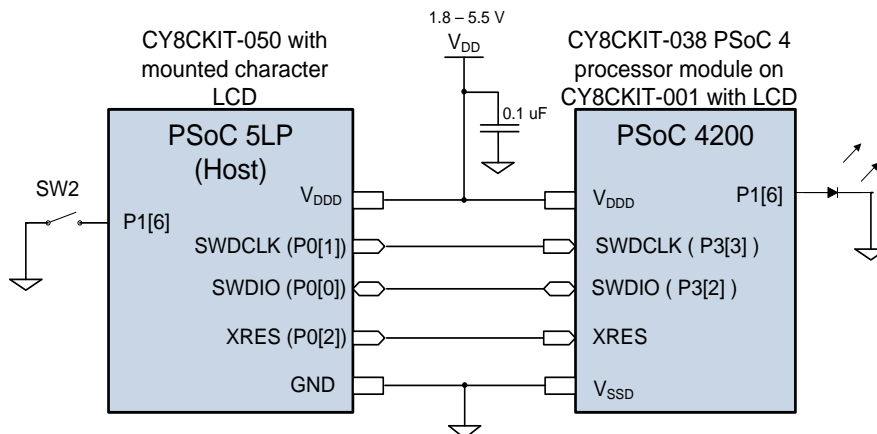 1.8 – 5.5 V
VDD
CY8CKIT-050 with
mounted character
LCD
CY8CKIT-038 PSoC 4
processor module on
CY8CKIT-001 with LCD
0.1 uF
PSoC 5LP
(Host)
PSoC 4200
SW2
P1[6]
VDDD
SWDCLK (P0[1])
SWDIO (P0[0])
XRES (P0[2])
GND
VDDD
P1[6]
SWDCLK ( P3[3] )
SWDIO ( P3[2] )
XRES
VSSD